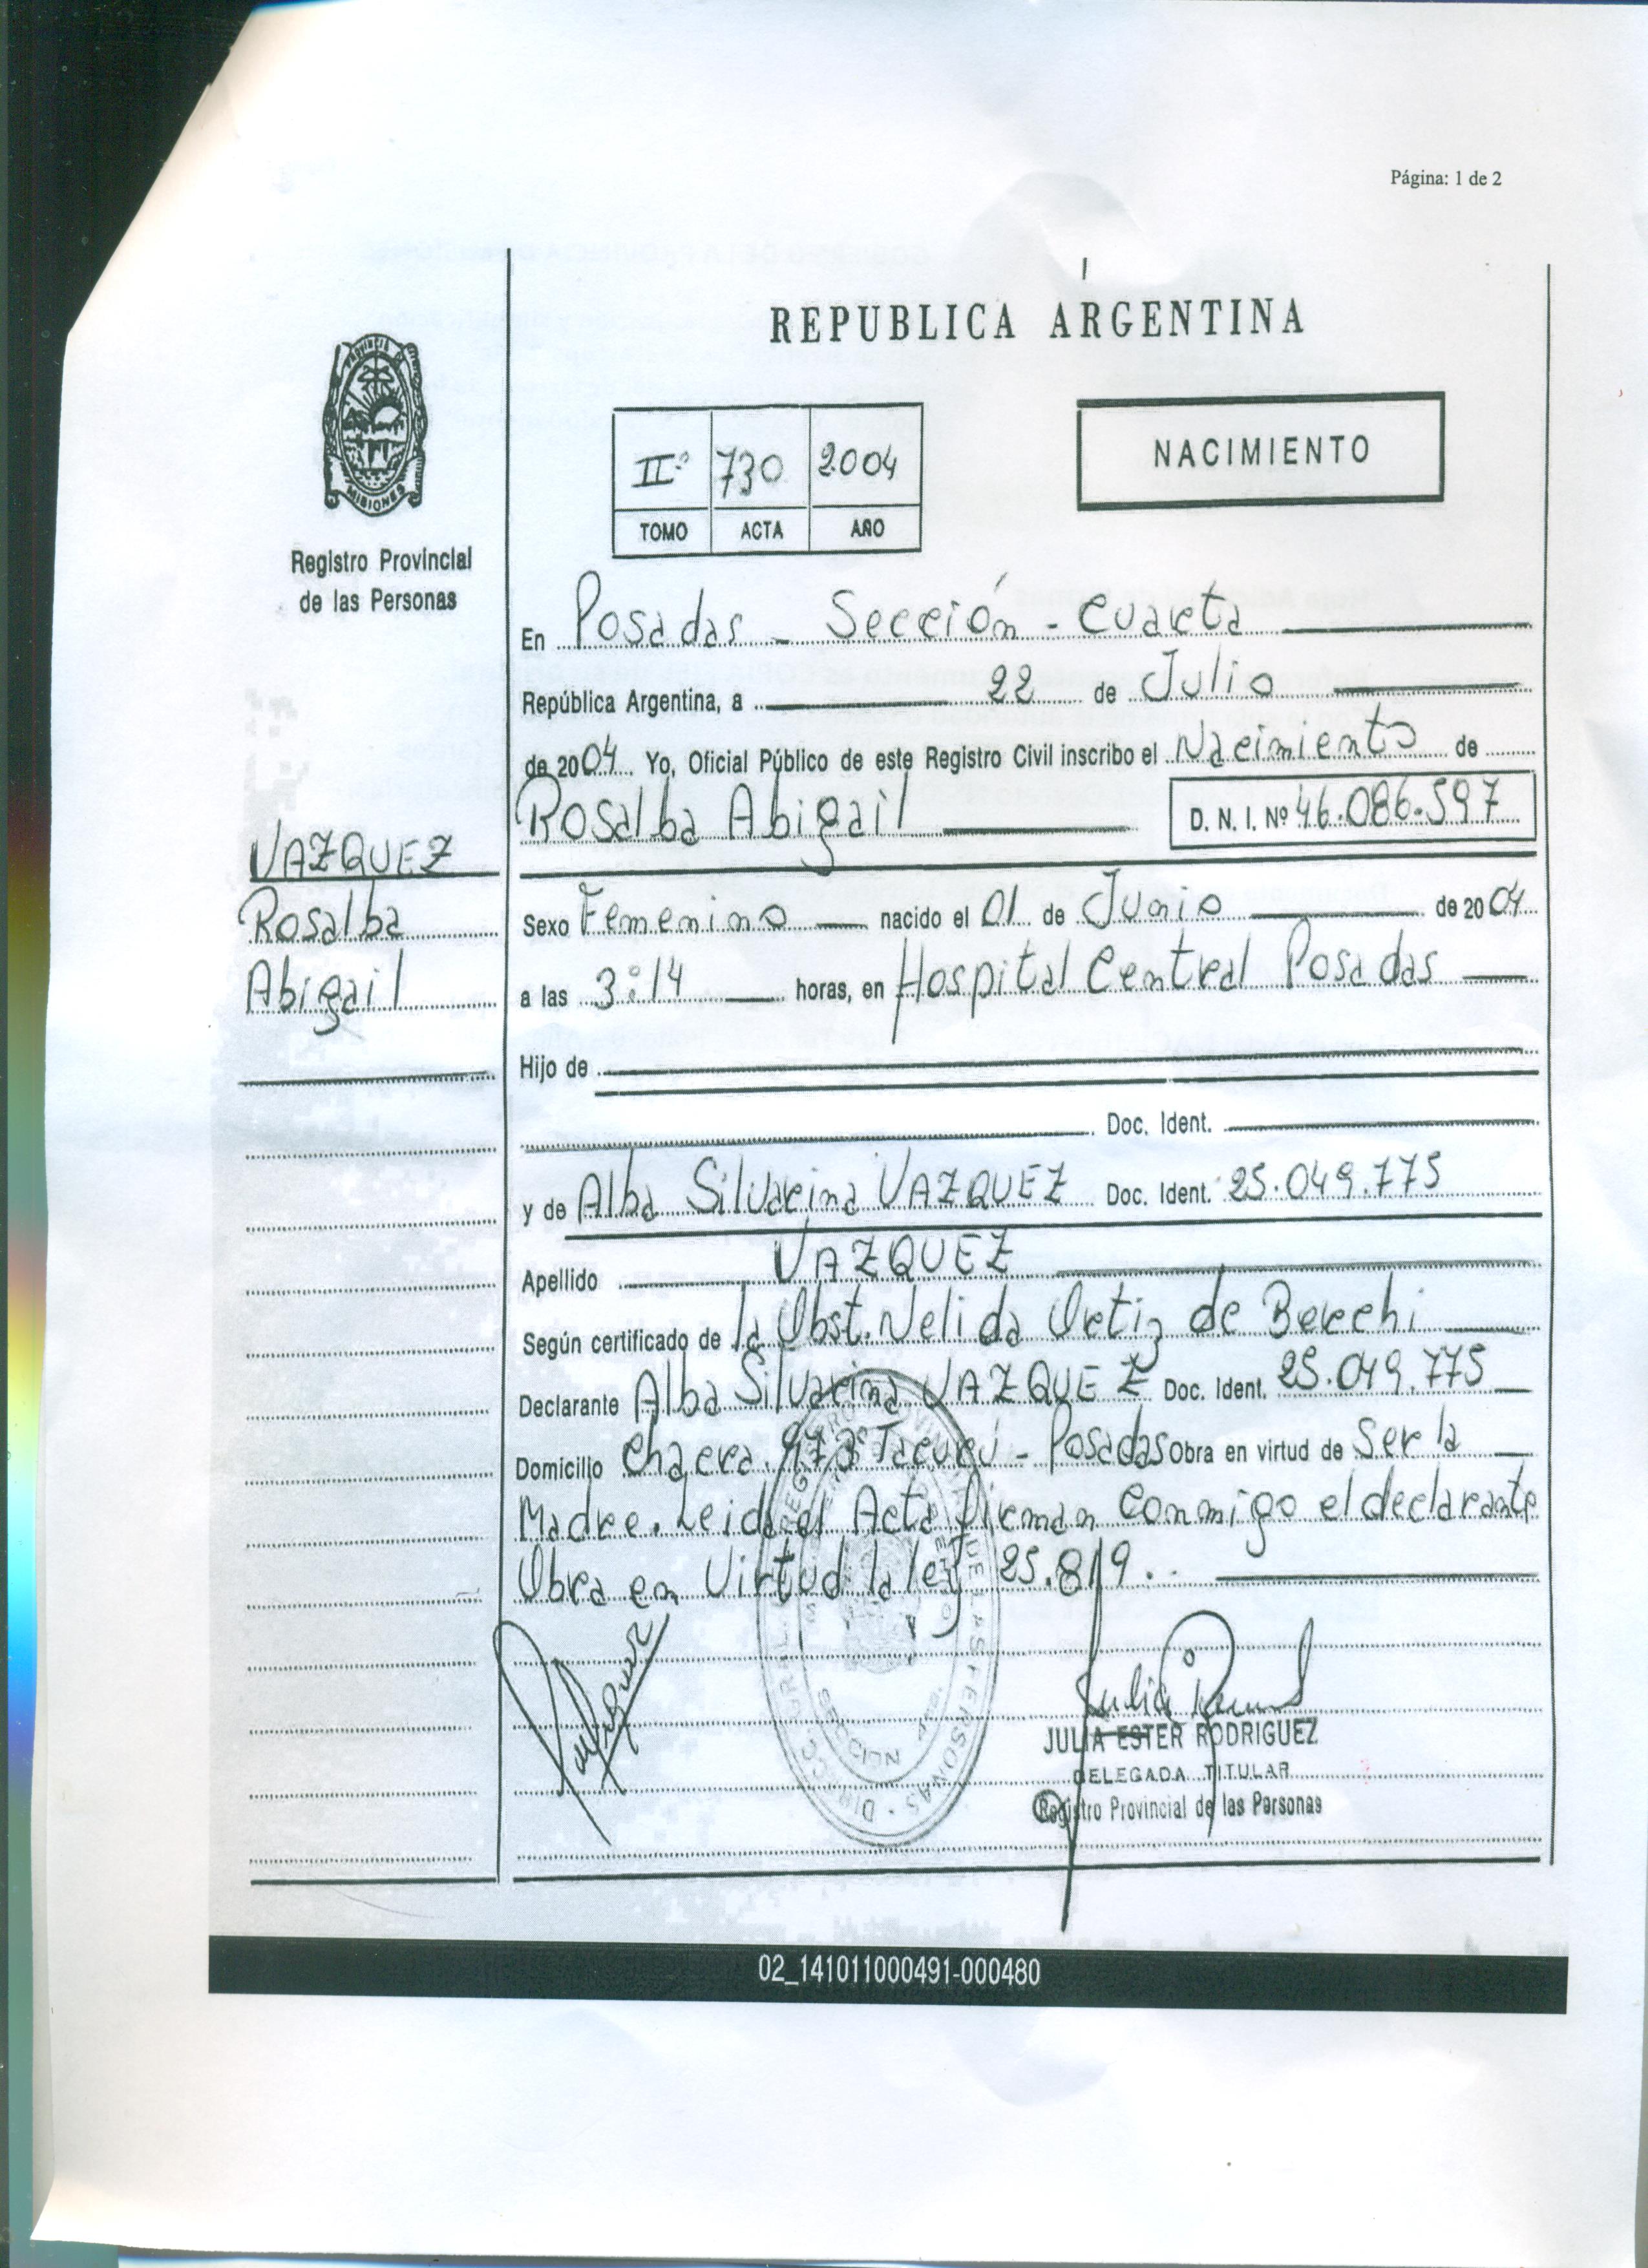 Página: 1 de 2
REPUBLICA ARGENTINA
PROVINCIA D
MISIONES
Registro Provincial
de las Personas
IIº 730 2004
TOMO ACTA AÑO
NACIMIENTO
En Posadas - Sección - Cuarta
República Argentina, a 22 de Julio
de 2004 Yo, Oficial Público de este Registro Civil inscribo el Nacimiento de
Rosalba Abigail D. N. I. Nº 46.086.597
VAZQUEZ
Rosalba
Abigail
Sexo Femenino nacido el 01 de Junio de 2004
a las 3:14 horas, en Hospital Central Posadas
Hijo de
Doc. Ident.
y de Alba Silvarina VAZQUEZ Doc. Ident. 25.049.775
Apellido VAZQUEZ
Según certificado de la Obst. Nelida Ortiz de Berechi
Declarante Alba Silvarina VAZQUEZ Doc. Ident. 25.049.775
Domicilio Chacra 973 Tacurú - Posadas Obra en virtud de Ser la
Madre. Leida el Acta firman conmigo el declarante
Obra en Virtud la ley 25.819.
JULIA ESTER RODRIGUEZ
DELEGADA TITULAR
Registro Provincial de las Personas
02_141011000491-000480